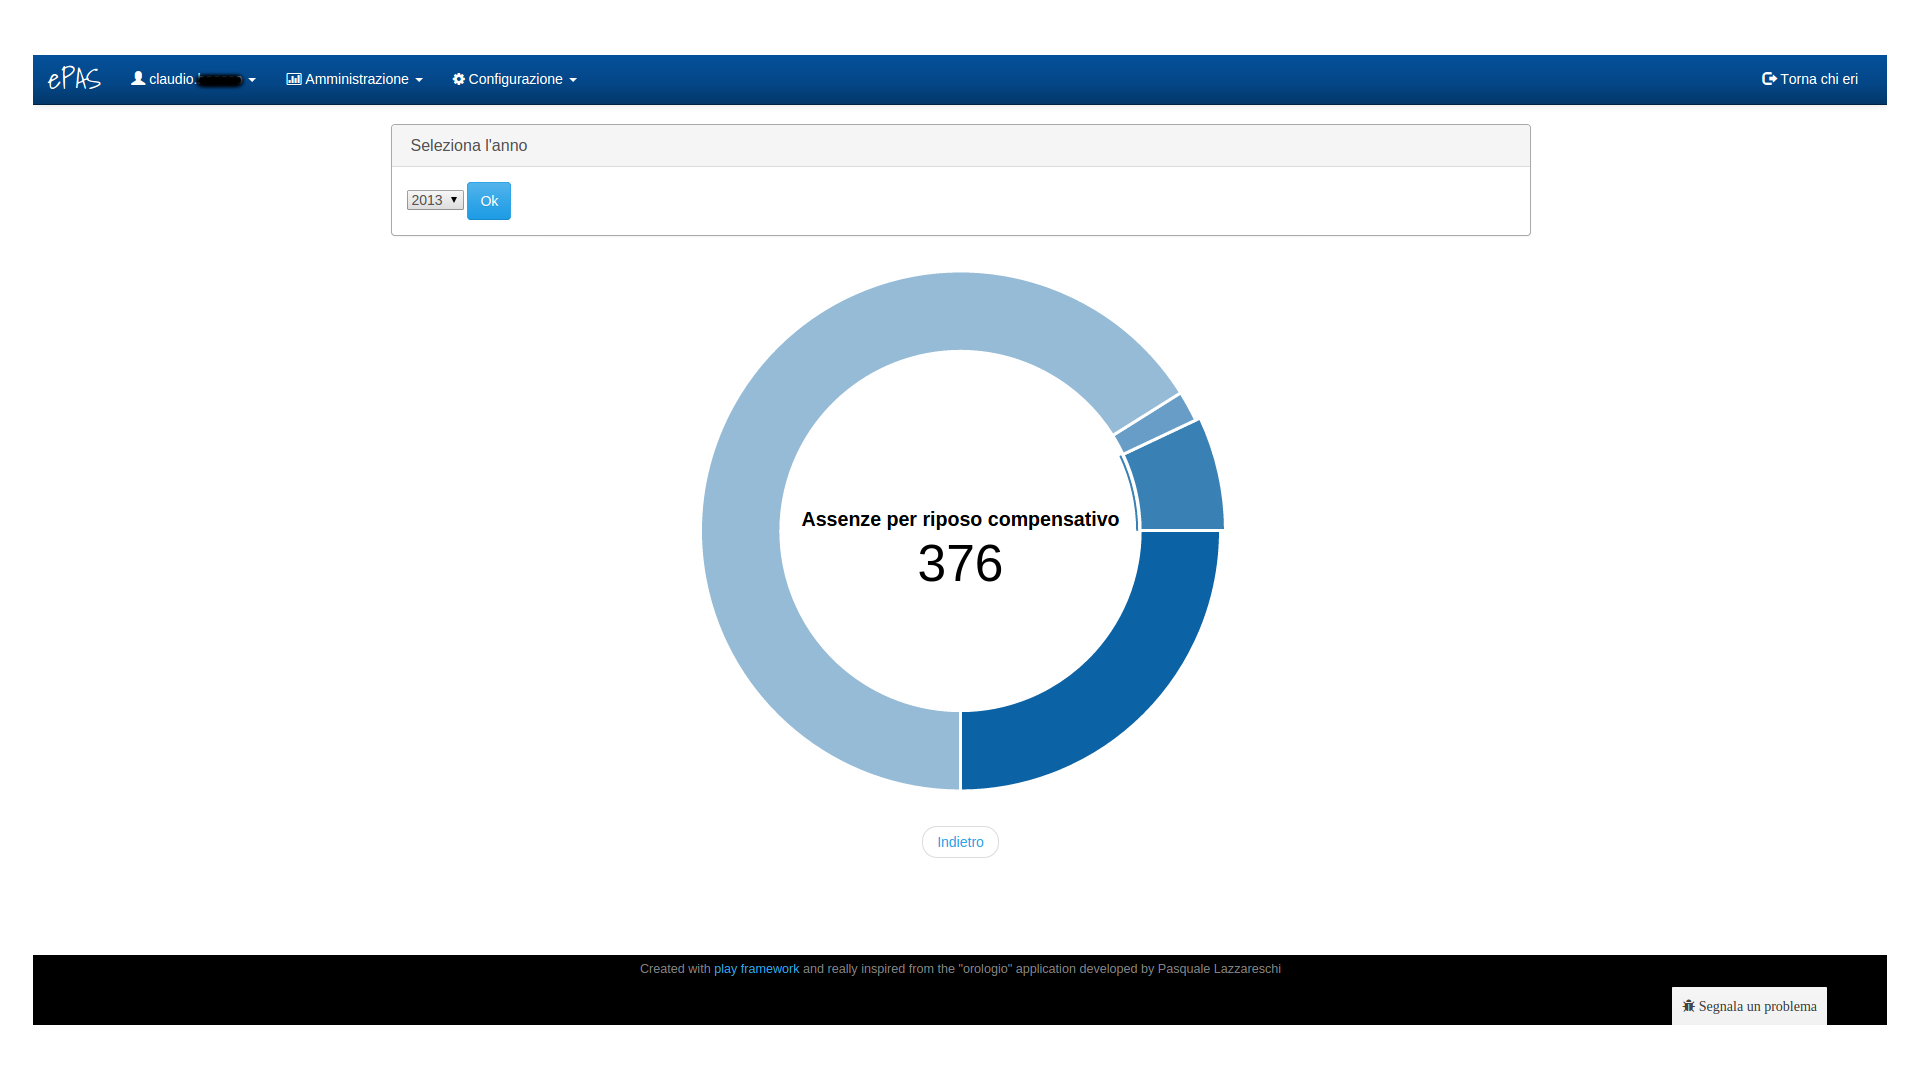 ePAS claudio. Amministrazione Configurazione Torna chi eri
Seleziona l'anno
2013 Ok
Assenze per riposo compensativo
376
Indietro
Created with play framework and really inspired from the "orologio" application developed by Pasquale Lazzareschi
Segnala un problema